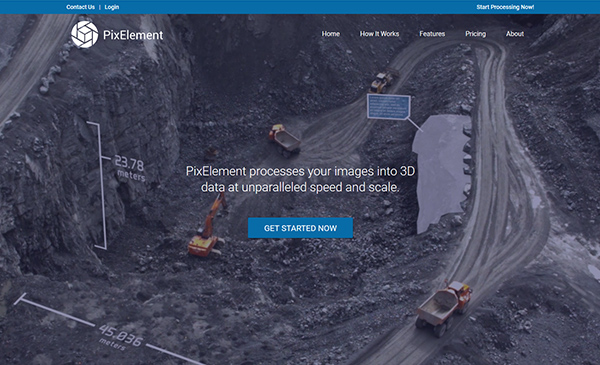 Contact Us | Login
Start Processing Now!
PixElement
Home How It Works Features Pricing About
23.78
meters
PixElement processes your images into 3D
data at unparalleled speed and scale.
GET STARTED NOW
45.036
meters